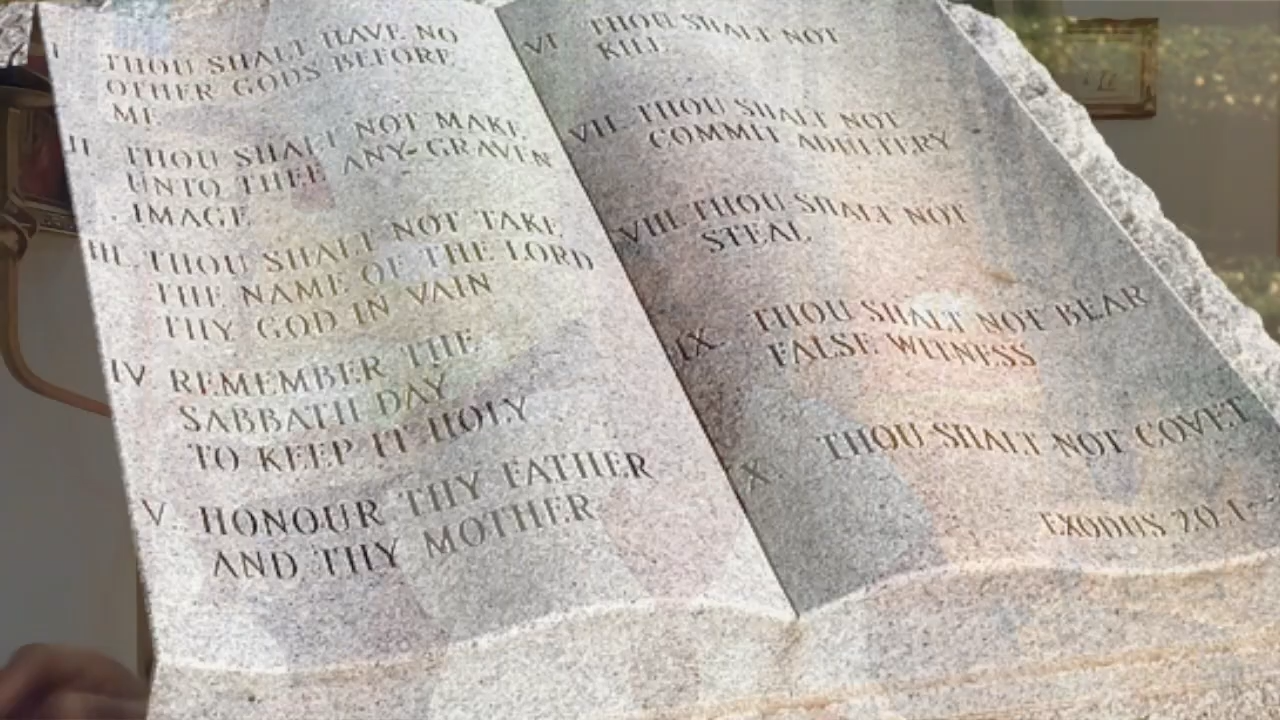 I THOU SHALT HAVE NO
OTHER GODS BEFORE
ME
II THOU SHALT NOT MAKE
UNTO THEE ANY GRAVEN
IMAGE
III. THOU SHALT NOT TAKE
THE NAME OF THE LORD
THY GOD IN VAIN
IV REMEMBER THE
SABBATH DAY
TO KEEP IT HOLY
V. HONOUR THY FATHER
AND THY MOTHER
VI THOU SHALT NOT
KILL
VII THOU SHALT NOT
COMMIT ADULTERY
VIII. THOU SHALT NOT
STEAL
IX THOU SHALT NOT BEAR
FALSE WITNESS
X. THOU SHALT NOT COVET
EXODUS 20:1-